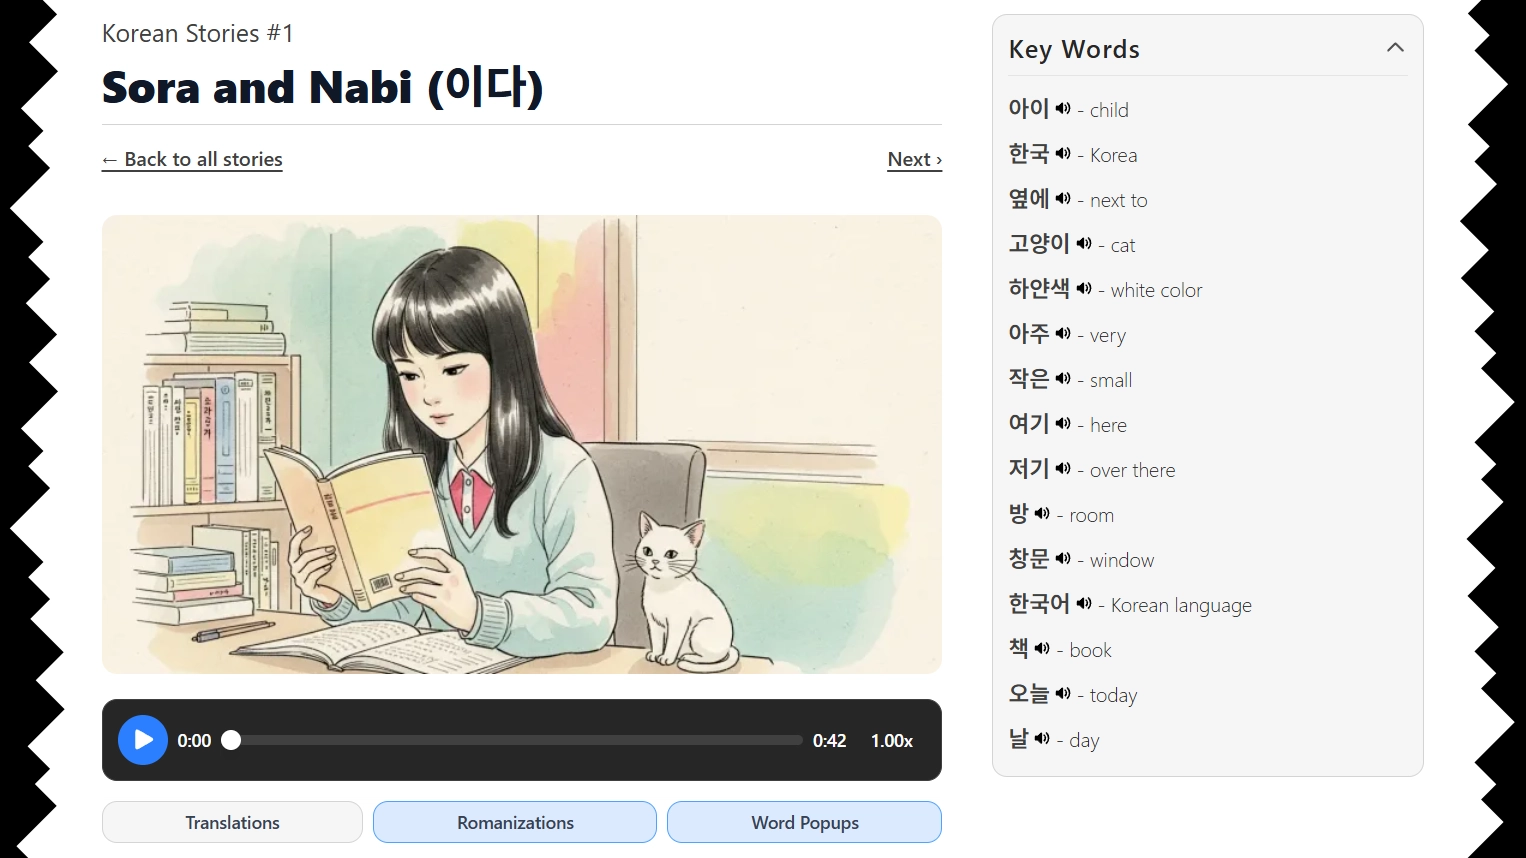 Korean Stories #1
Sora and Nabi (이다)
← Back to all stories
Next ›
0:00
0:42
1.00x
Translations
Romanizations
Word Popups
Key Words
아이 - child
한국 - Korea
옆에 - next to
고양이 - cat
하얀색 - white color
아주 - very
작은 - small
여기 - here
저기 - over there
방 - room
창문 - window
한국어 - Korean language
책 - book
오늘 - today
날 - day